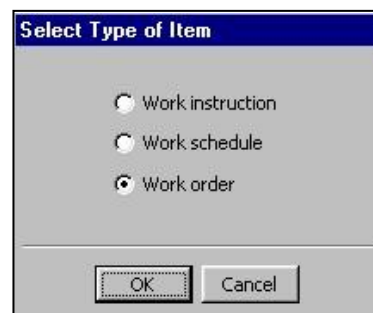 Select Type of Item
Work instruction
Work schedule
Work order
OK Cancel